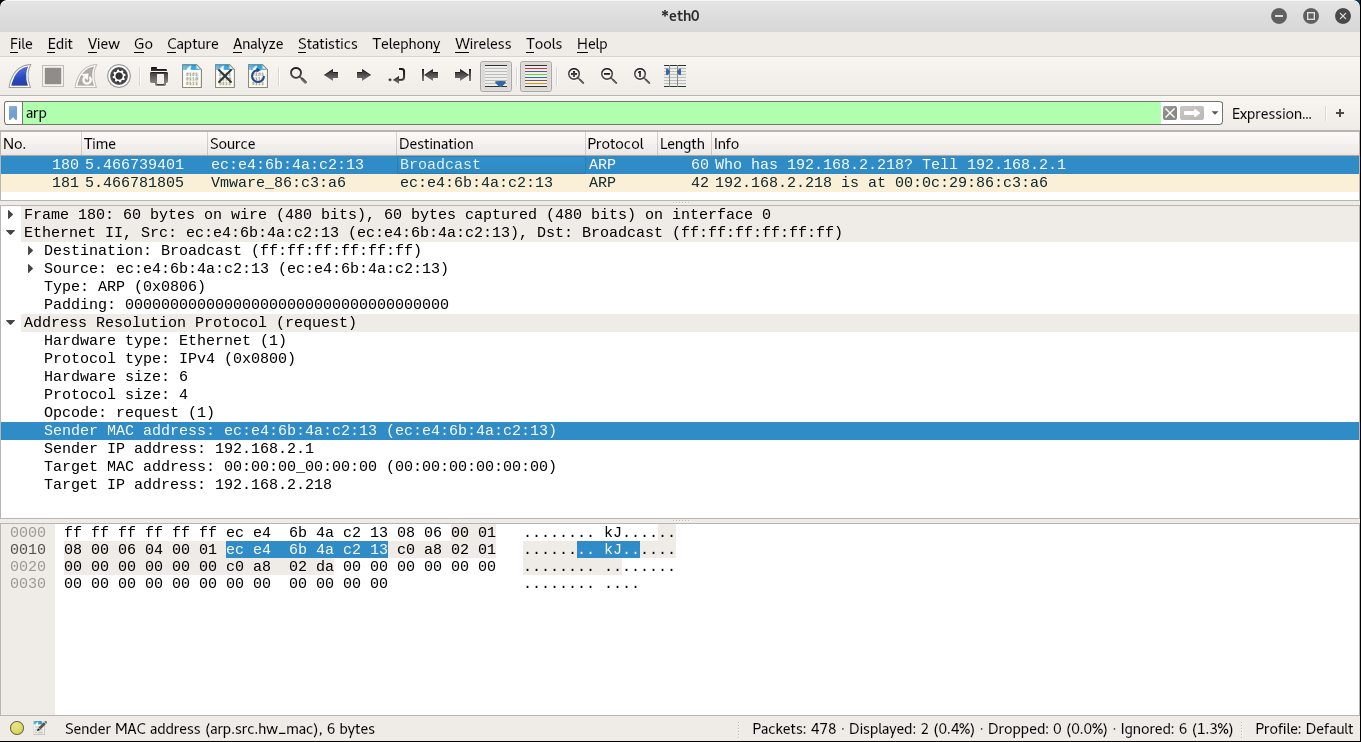 *eth0
File Edit View Go Capture Analyze Statistics Telephony Wireless Tools Help
arp Expression... +
No. Time Source Destination Protocol Length Info
180 5.466739401 ec:e4:6b:4a:c2:13 Broadcast ARP 60 Who has 192.168.2.218? Tell 192.168.2.1
181 5.466781805 Vmware_86:c3:a6 ec:e4:6b:4a:c2:13 ARP 42 192.168.2.218 is at 00:0c:29:86:c3:a6
Frame 180: 60 bytes on wire (480 bits), 60 bytes captured (480 bits) on interface 0
Ethernet II, Src: ec:e4:6b:4a:c2:13 (ec:e4:6b:4a:c2:13), Dst: Broadcast (ff:ff:ff:ff:ff:ff)
Destination: Broadcast (ff:ff:ff:ff:ff:ff)
Source: ec:e4:6b:4a:c2:13 (ec:e4:6b:4a:c2:13)
Type: ARP (0x0806)
Padding: 000000000000000000000000000000000000
Address Resolution Protocol (request)
Hardware type: Ethernet (1)
Protocol type: IPv4 (0x0800)
Hardware size: 6
Protocol size: 4
Opcode: request (1)
Sender MAC address: ec:e4:6b:4a:c2:13 (ec:e4:6b:4a:c2:13)
Sender IP address: 192.168.2.1
Target MAC address: 00:00:00_00:00:00 (00:00:00:00:00:00)
Target IP address: 192.168.2.218
0000 ff ff ff ff ff ff ec e4 6b 4a c2 13 08 06 00 01 ........ kJ......
0010 08 00 06 04 00 01 ec e4 6b 4a c2 13 c0 a8 02 01 ........ kJ......
0020 00 00 00 00 00 00 c0 a8 02 da 00 00 00 00 00 00 ........ ........
0030 00 00 00 00 00 00 00 00 00 00 00 00 ........ ....
Sender MAC address (arp.src.hw_mac), 6 bytes Packets: 478 · Displayed: 2 (0.4%) · Dropped: 0 (0.0%) · Ignored: 6 (1.3%) Profile: Default